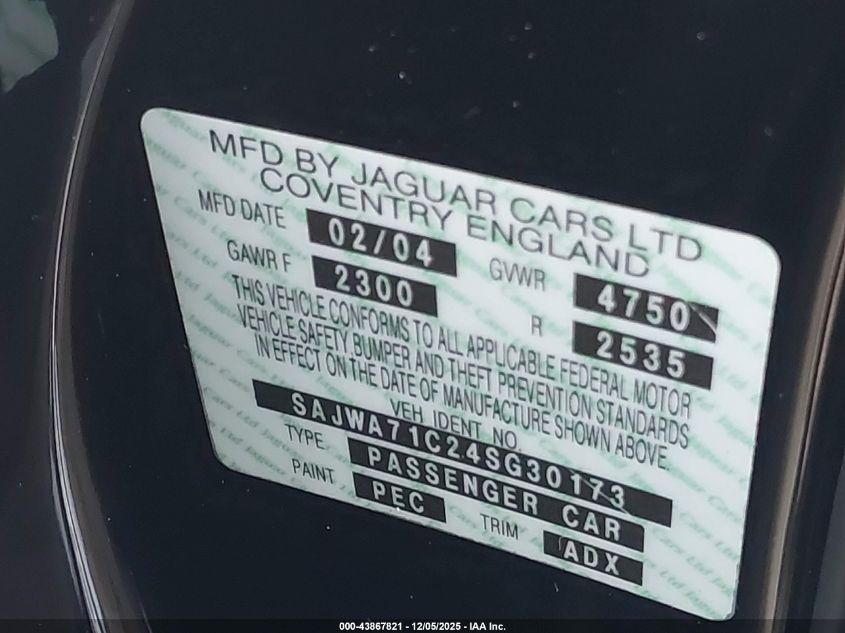 MFD BY JAGUAR CARS LTD
COVENTRY ENGLAND
MFD DATE 02/04 GVWR 4750
GAWR F 2300 R 2535
THIS VEHICLE CONFORMS TO ALL APPLICABLE FEDERAL MOTOR
VEHICLE SAFETY, BUMPER AND THEFT PREVENTION STANDARDS
IN EFFECT ON THE DATE OF MANUFACTURE SHOWN ABOVE.
VEH. IDENT NO.
SAJWA71C24SG30173
TYPE PASSENGER CAR
PAINT PEC TRIM ADX
000-43867821 - 12/05/2025 - IAA Inc.